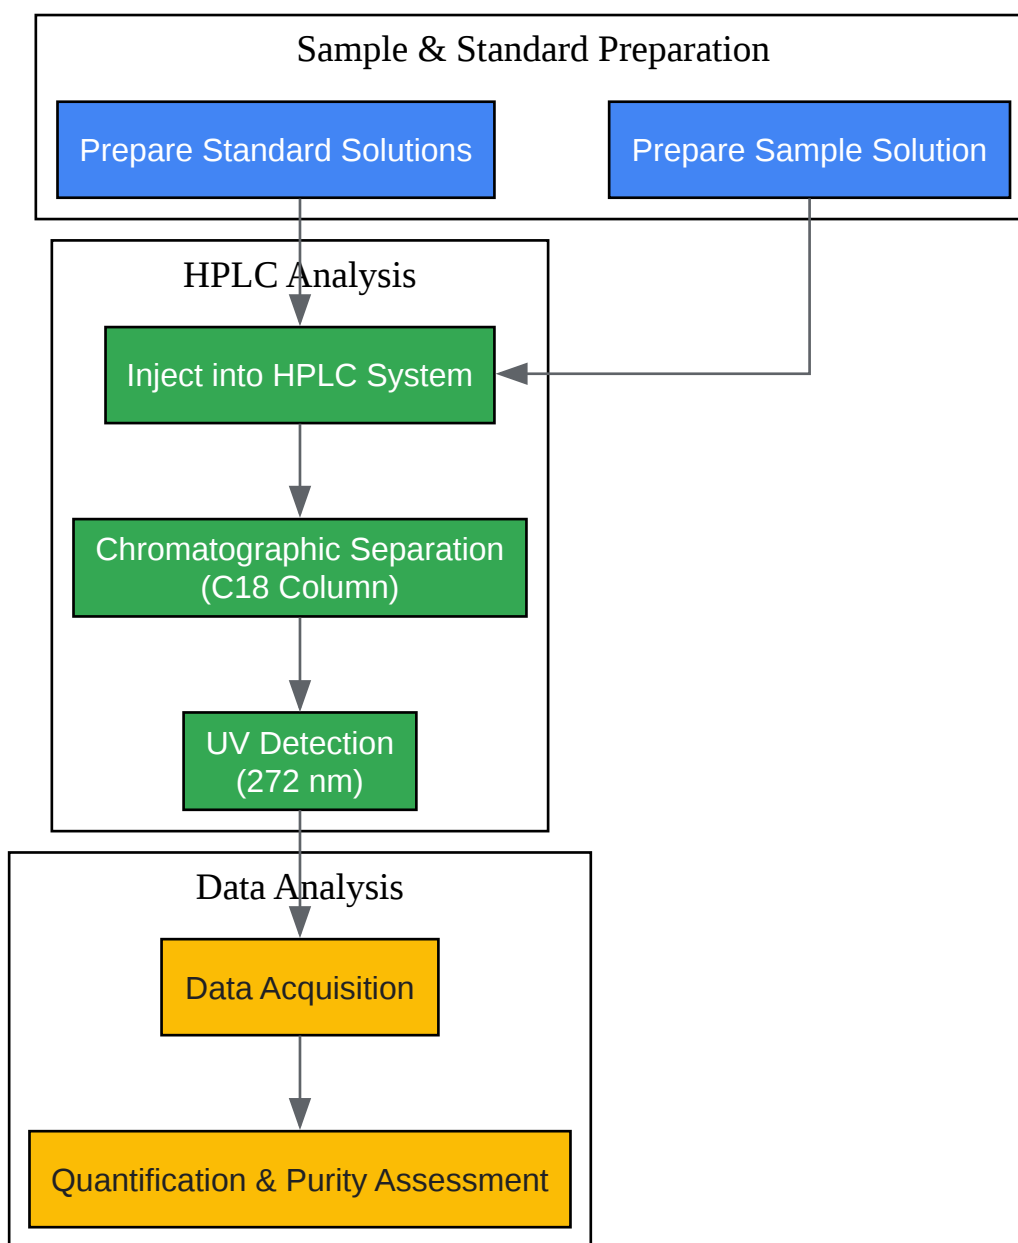 Sample & Standard Preparation
Prepare Standard Solutions
Prepare Sample Solution
HPLC Analysis
Inject into HPLC System
Chromatographic Separation
(C18 Column)
UV Detection
(272 nm)
Data Analysis
Data Acquisition
Quantification & Purity Assessment